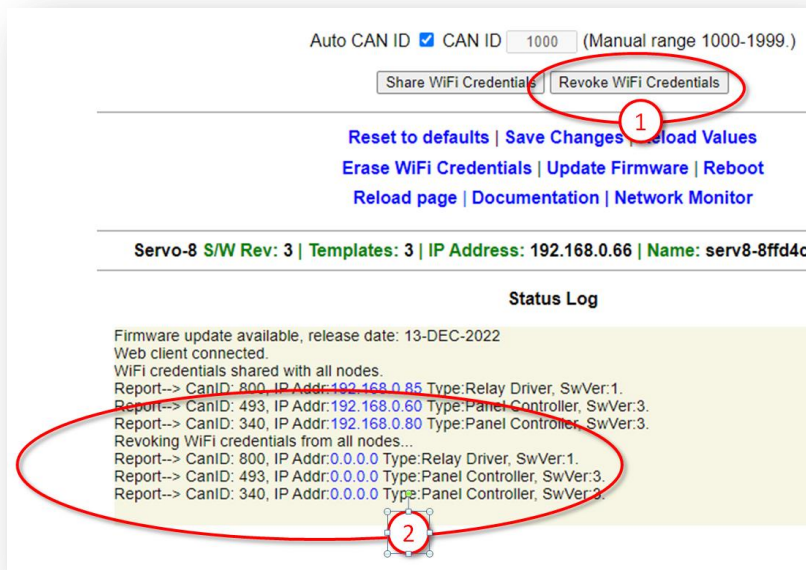 Auto CAN ID CAN ID 1000 (Manual range 1000-1999.)
Share WiFi Credentials Revoke WiFi Credentials
1
Reset to defaults | Save Changes | Reload Values
Erase WiFi Credentials | Update Firmware | Reboot
Reload page | Documentation | Network Monitor
Servo-8 S/W Rev: 3 | Templates: 3 | IP Address: 192.168.0.66 | Name: serv8-8ffd4c
Status Log
Firmware update available, release date: 13-DEC-2022
Web client connected.
WiFi credentials shared with all nodes.
Report--> CanID: 800, IP Addr:192.168.0.85 Type:Relay Driver, SwVer:1.
Report--> CanID: 493, IP Addr:192.168.0.60 Type:Panel Controller, SwVer:3.
Report--> CanID: 340, IP Addr:192.168.0.80 Type:Panel Controller, SwVer:3.
Revoking WiFi credentials from all nodes...
Report--> CanID: 800, IP Addr:0.0.0.0 Type:Relay Driver, SwVer:1.
Report--> CanID: 493, IP Addr:0.0.0.0 Type:Panel Controller, SwVer:3.
Report--> CanID: 340, IP Addr:0.0.0.0 Type:Panel Controller, SwVer:3.
2